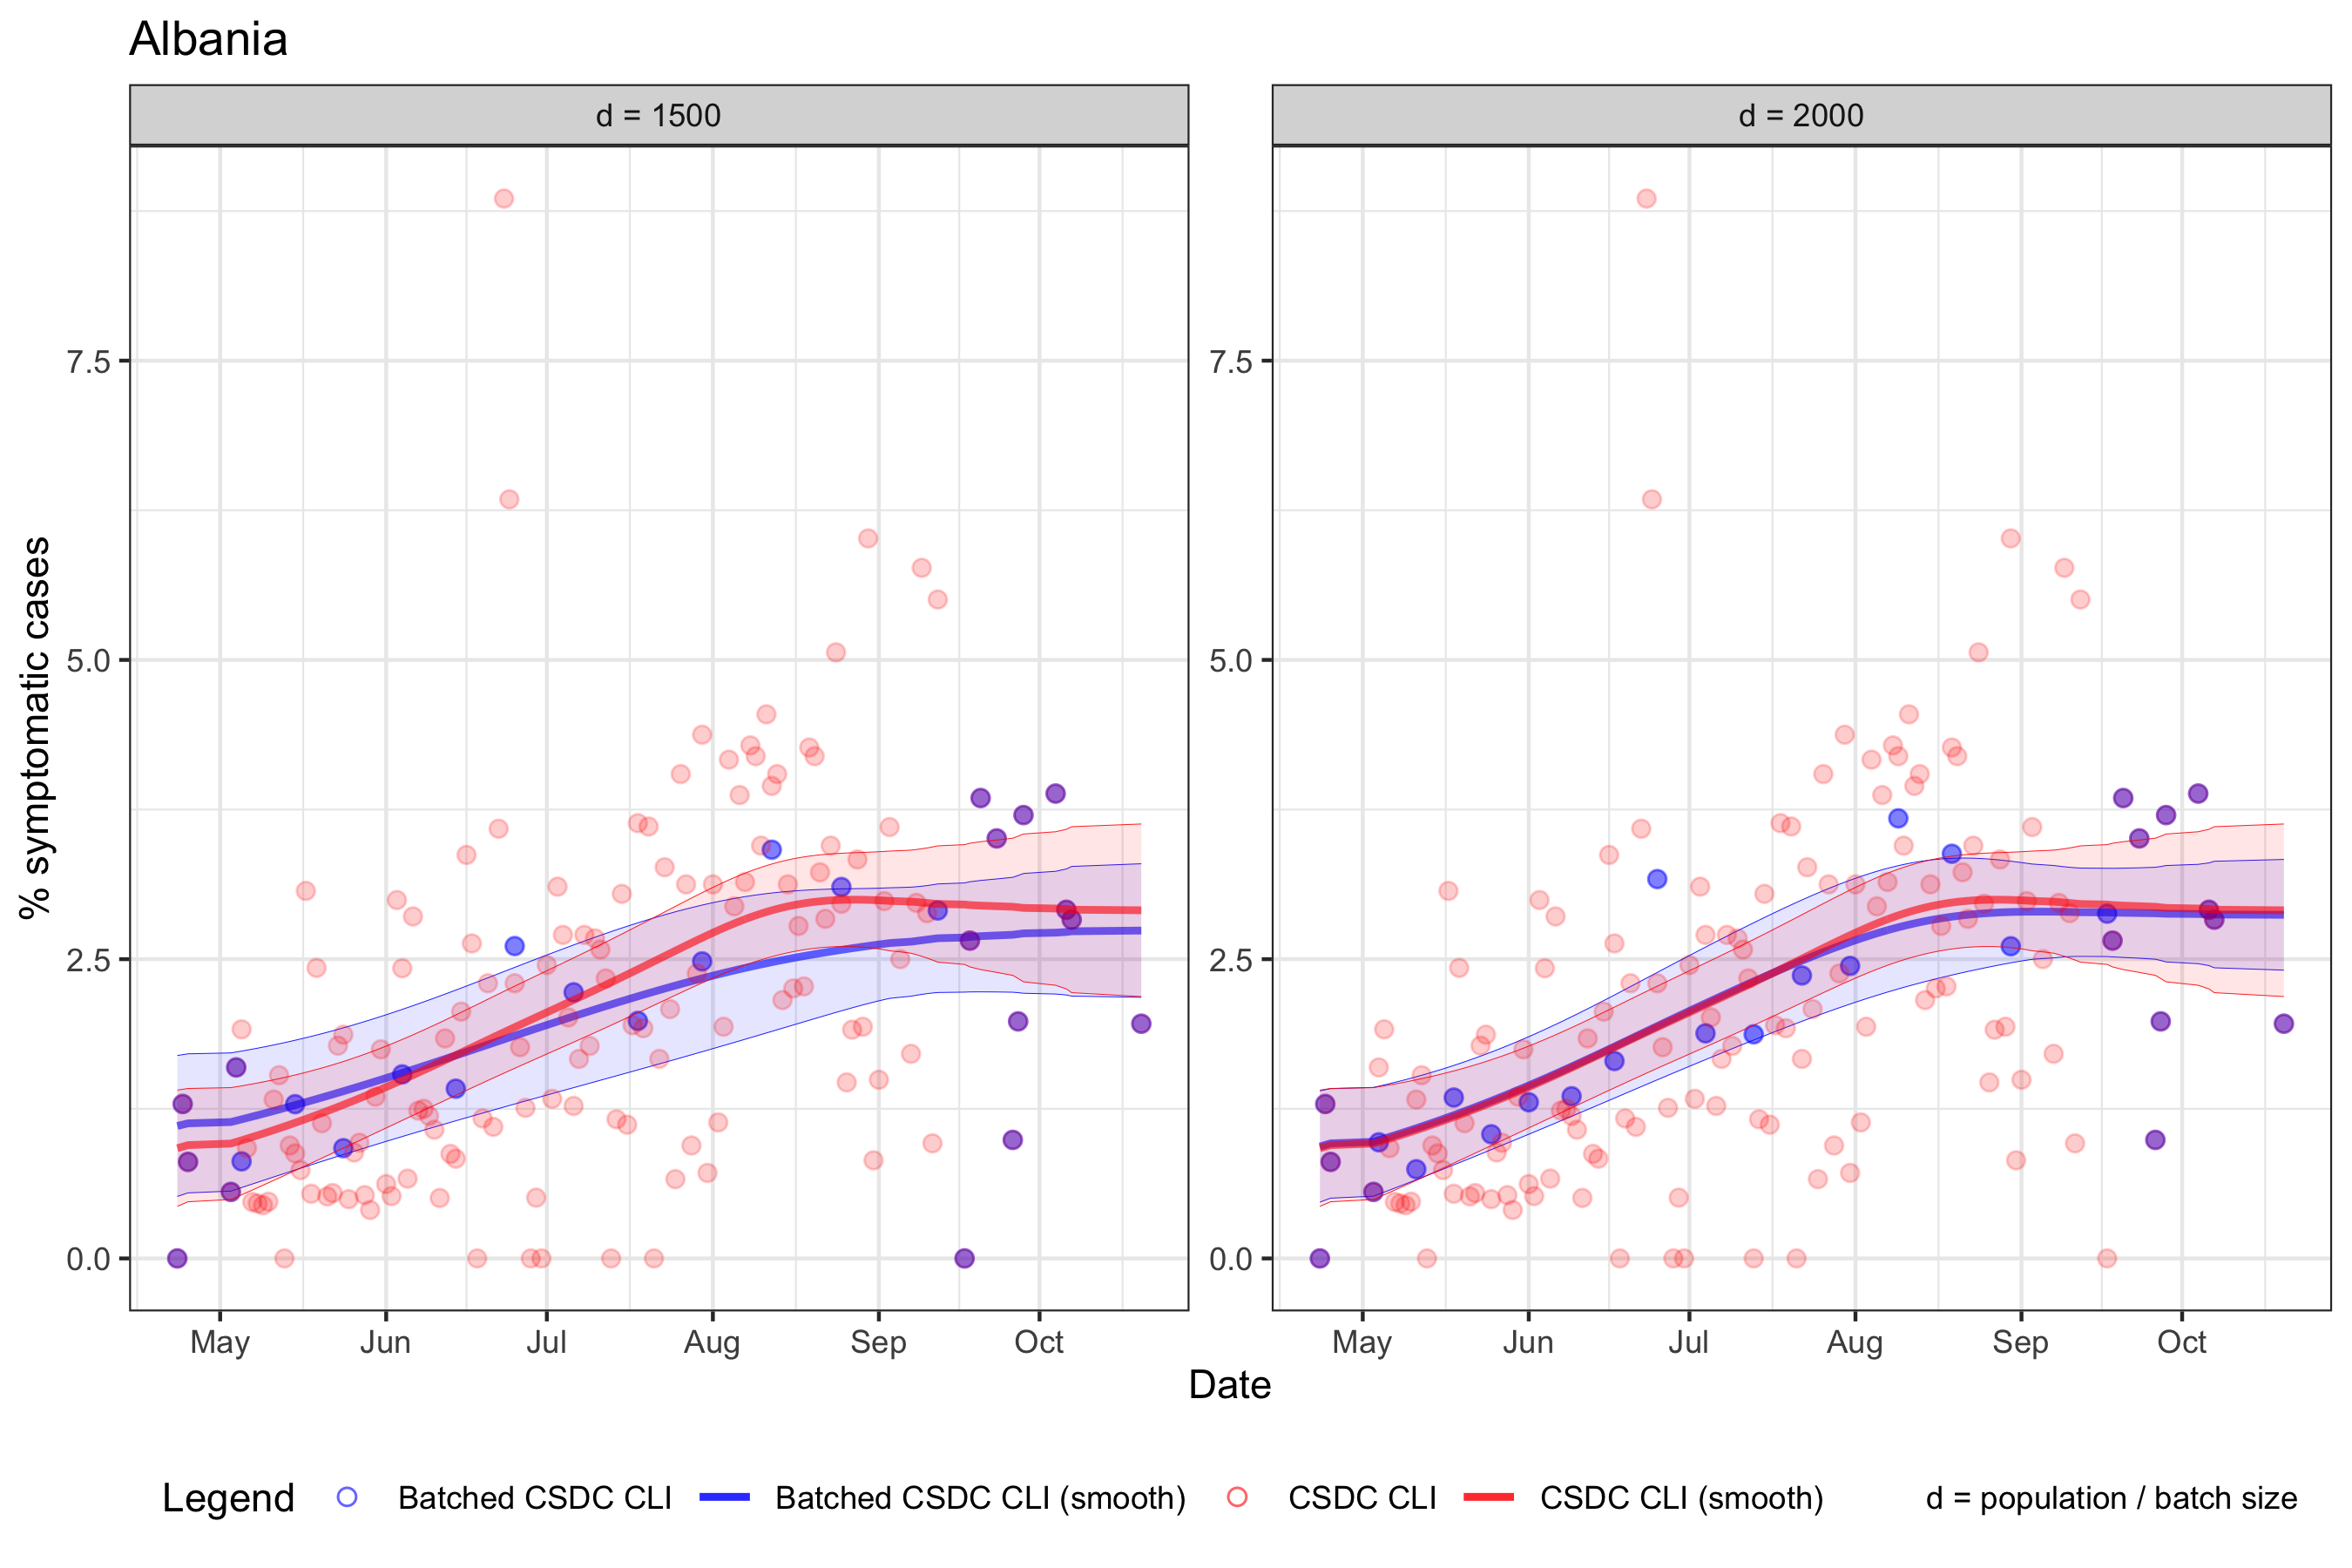 Albania
d = 1500
d = 2000
% symptomatic cases
7.5
5.0
2.5
0.0
7.5
5.0
2.5
0.0
May Jun Jul Aug Sep Oct
May Jun Jul Aug Sep Oct
Date
Legend Batched CSDC CLI Batched CSDC CLI (smooth) CSDC CLI CSDC CLI (smooth) d = population / batch size